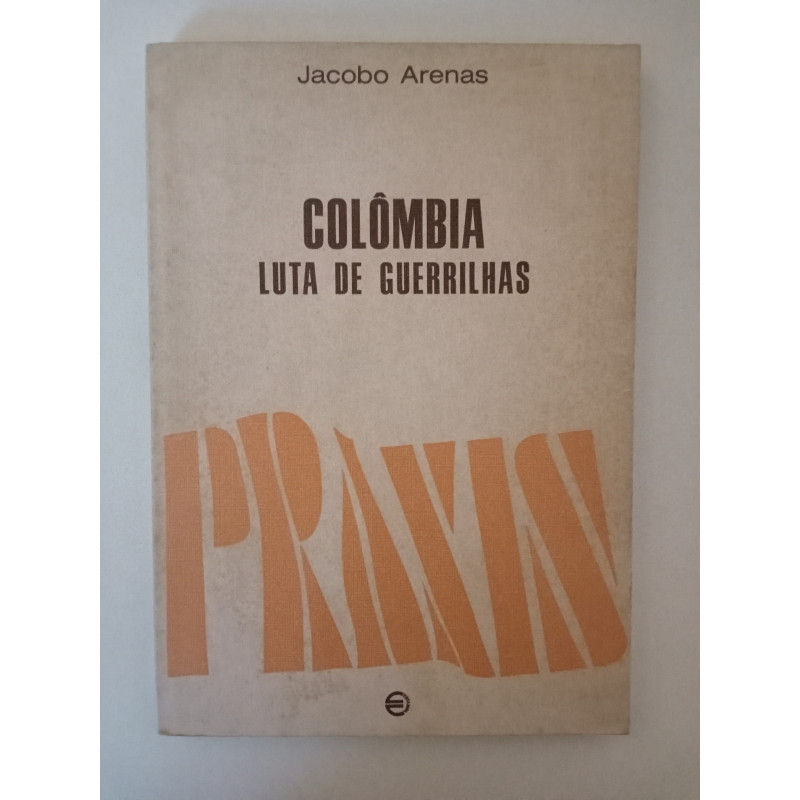 Jacobo Arenas
COLÔMBIA
LUTA DE GUERRILHAS
PRAXIS